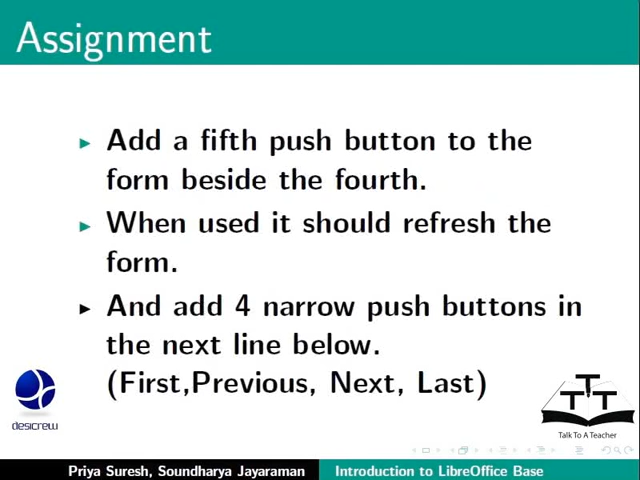 Assignment
Add a fifth push button to the
form beside the fourth.
When used it should refresh the
form.
And add 4 narrow push buttons in
the next line below.
(First,Previous, Next, Last)
desicrew
T T T
Talk To A Teacher
Priya Suresh, Soundharya Jayaraman
Introduction to LibreOffice Base